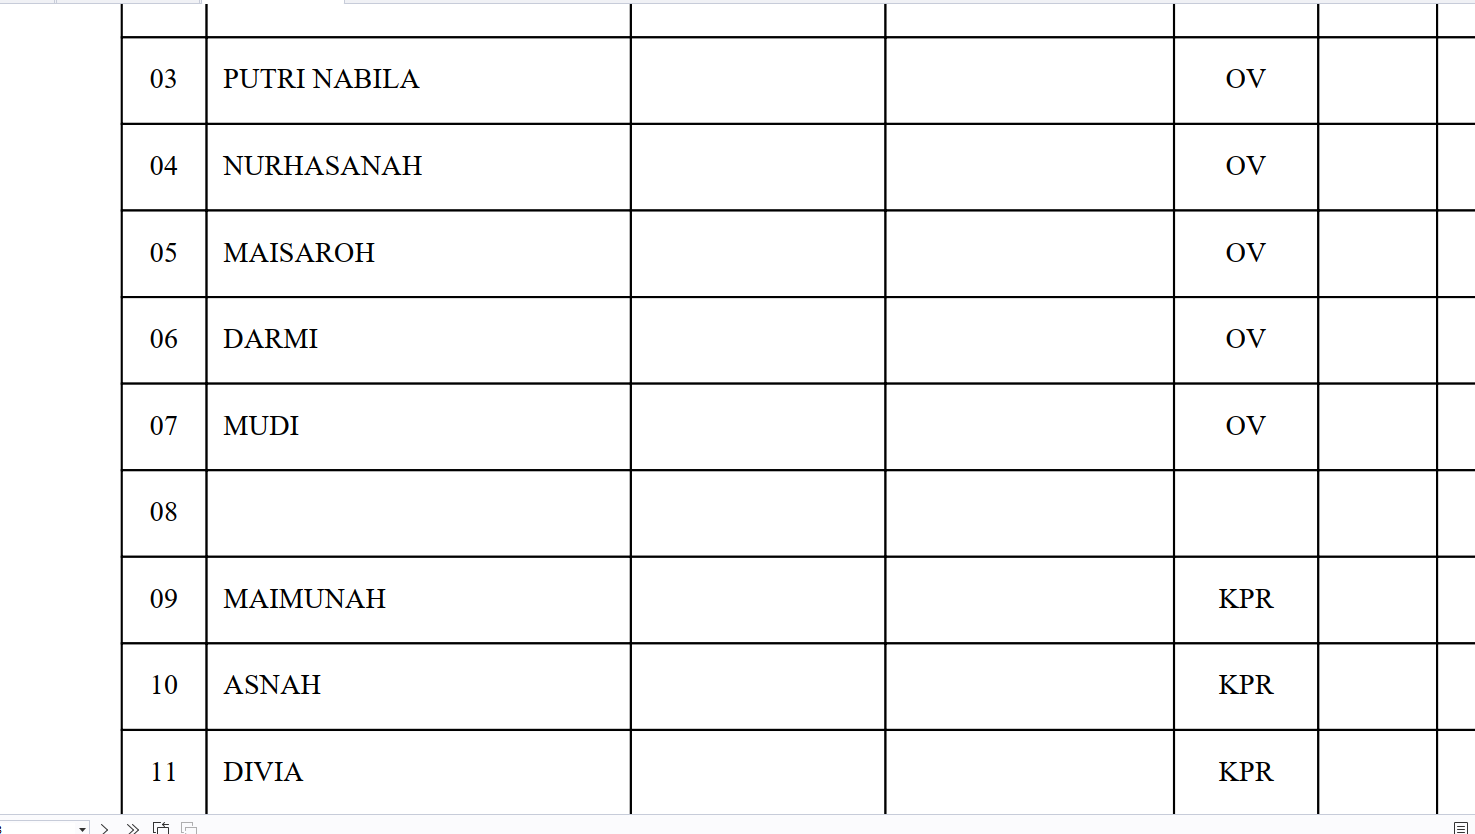 03 PUTRI NABILA OV
04 NURHASANAH OV
05 MAISAROH OV
06 DARMI OV
07 MUDI OV
08
09 MAIMUNAH KPR
10 ASNAH KPR
11 DIVIA KPR